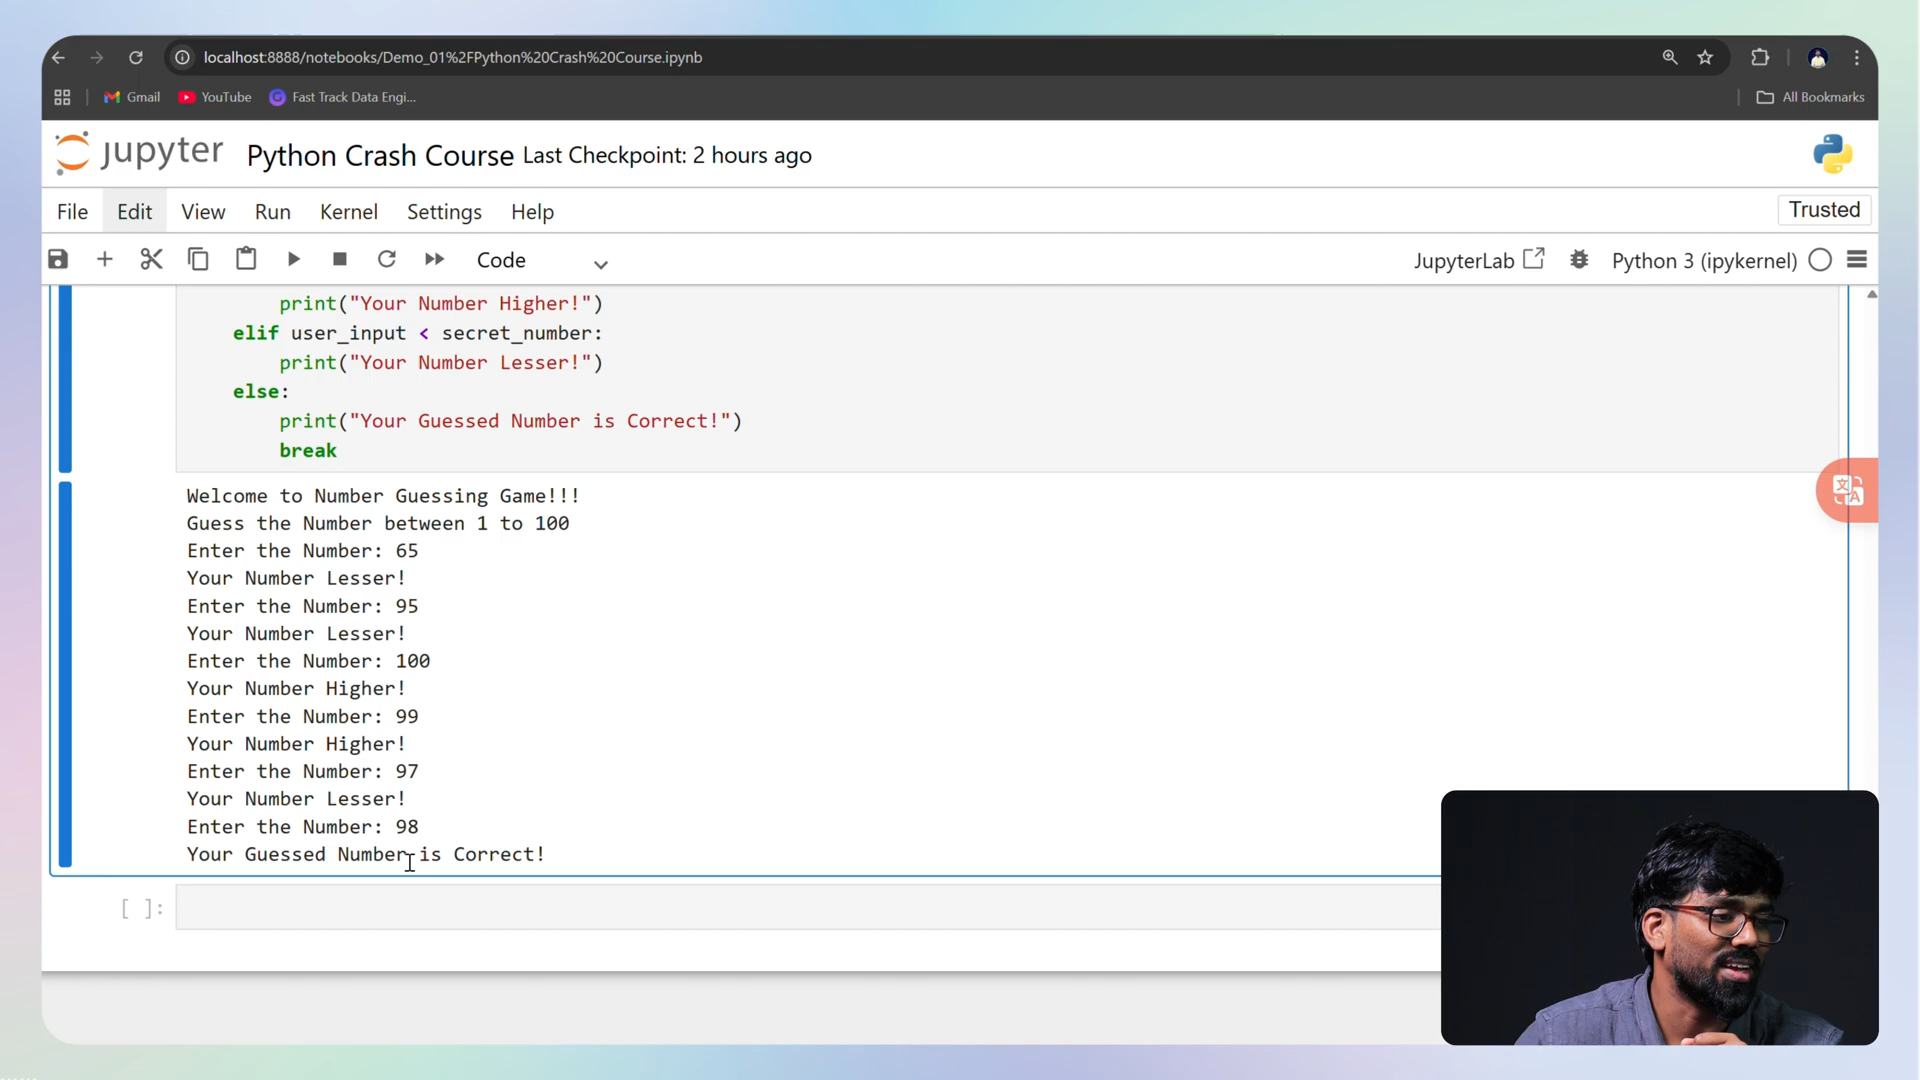 localhost:8888/notebooks/Demo_01%2FPython%20Crash%20Course.ipynb
Gmail YouTube Fast Track Data Engi... All Bookmarks
jupyter Python Crash Course Last Checkpoint: 2 hours ago
File Edit View Run Kernel Settings Help Trusted
Code JupyterLab Python 3 (ipykernel)
print("Your Number Higher!")
elif user_input < secret_number:
print("Your Number Lesser!")
else:
print("Your Guessed Number is Correct!")
break
Welcome to Number Guessing Game!!!
Guess the Number between 1 to 100
Enter the Number: 65
Your Number Lesser!
Enter the Number: 95
Your Number Lesser!
Enter the Number: 100
Your Number Higher!
Enter the Number: 99
Your Number Higher!
Enter the Number: 97
Your Number Lesser!
Enter the Number: 98
Your Guessed Number is Correct!
[ ]: